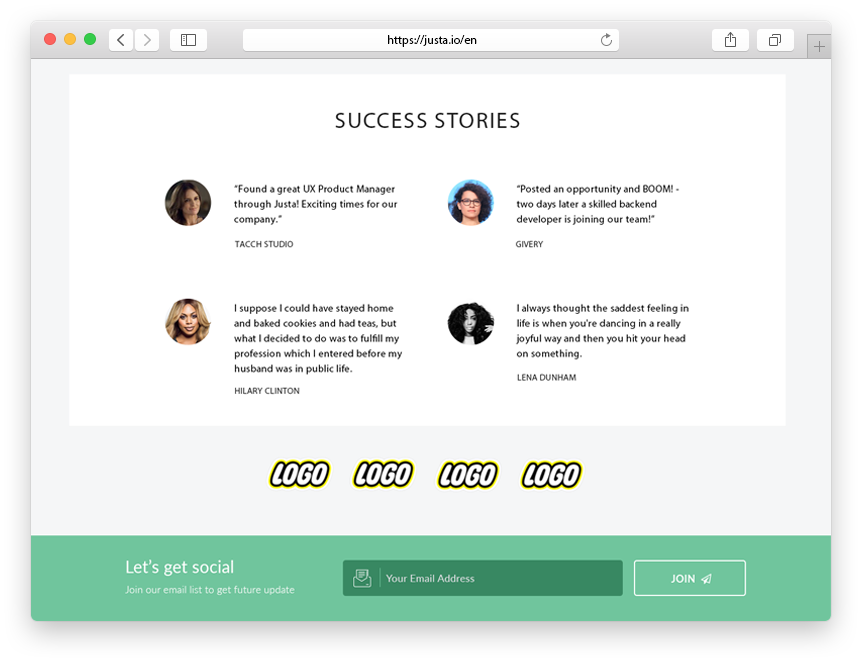 https://justa.io/en
SUCCESS STORIES
“Found a great UX Product Manager
through Justa! Exciting times for our
company.”
TACCH STUDIO
“Posted an opportunity and BOOM! -
two days later a skilled backend
developer is joining our team!”
GIVERY
I suppose I could have stayed home
and baked cookies and had teas, but
what I decided to do was to fulfill my
profession which I entered before my
husband was in public life.
HILARY CLINTON
I always thought the saddest feeling in
life is when you're dancing in a really
joyful way and then you hit your head
on something.
LENA DUNHAM
LOGO LOGO LOGO LOGO
Let's get social
Join our email list to get future update
Your Email Address
JOIN